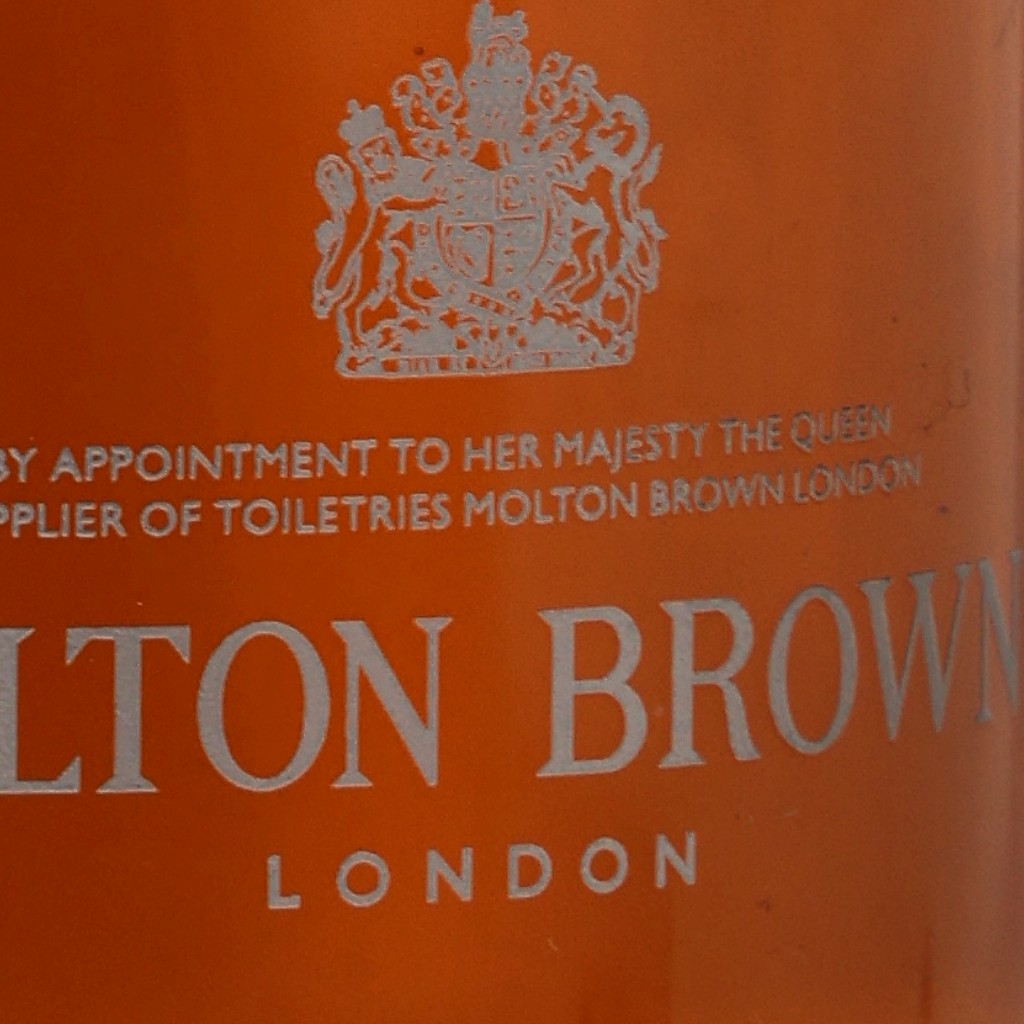 BY APPOINTMENT TO HER MAJESTY THE QUEEN
PPLIER OF TOILETRIES MOLTON BROWN LONDON
LTON BROWN
LONDON